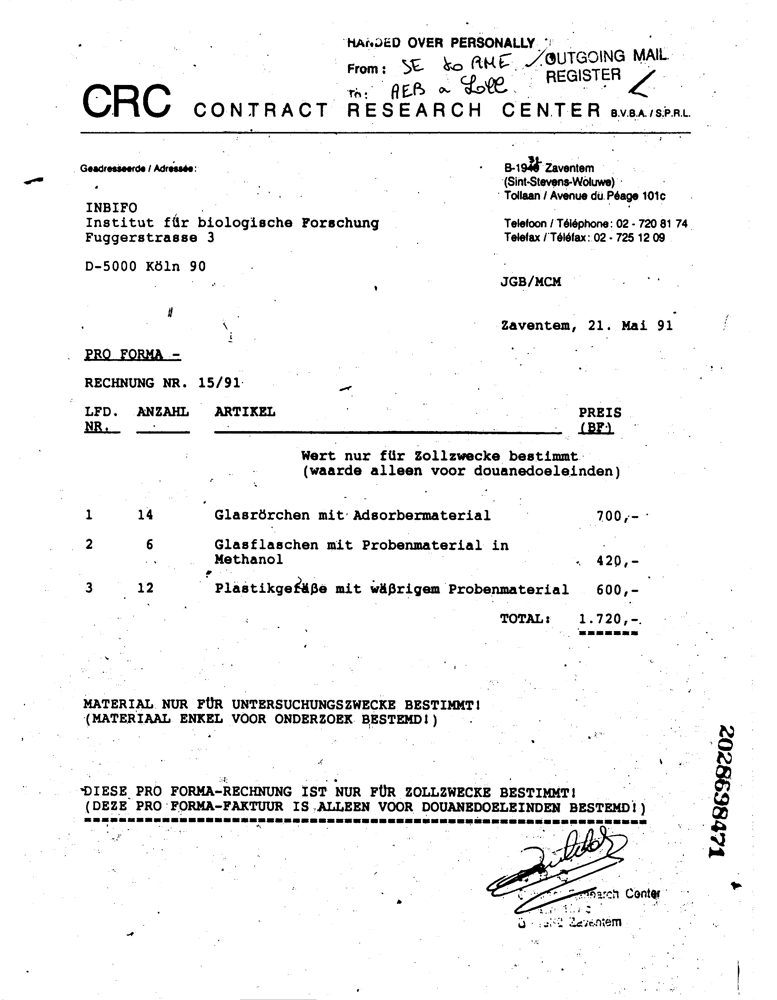 HANDED OVER PERSONALLY
From: SE to RME
To: AEB a
OUTGOING MAIL
REGISTER
CRC CONTRACT RESEARCH CENTER B.V.B.A. / S.P.R.L.
Geadresseerde / Adressée:
B-19 Zaventem
(Sint-Stevens-Woluwe)
Tollaan / Avenue du Péage 101c
INBIFO
Institut für biologische Forschung
Fuggerstrasse 3
Telefoon / Téléphone: 02 - 720 81 74
Telefax / Téléfax: 02 - 725 12 09
D-5000 Köln 90
JGB/MCM
Zaventem, 21. Mai 91
PRO FORMA -
RECHNUNG NR. 15/91
LFD. ANZAHL ARTIKEL PREIS
NR. (BF)
Wert nur für Zollzwecke bestimmt
(waarde alleen voor douanedoeleinden)
1 14 Glasrörchen mit Adsorbermaterial 700,-
2 6 Glasflaschen mit Probenmaterial in
Methanol 420,-
3 12 Plastikgefäße mit wäßrigem Probenmaterial 600,-
TOTAL: 1.720,-
MATERIAL NUR FÜR UNTERSUCHUNGSZWECKE BESTIMMT!
(MATERIAAL ENKEL VOOR ONDERZOEK BESTEMD!)
DIESE PRO FORMA-RECHNUNG IST NUR FÜR ZOLLZWECKE BESTIMMT!
(DEZE PRO FORMA-FAKTUUR IS ALLEEN VOOR DOUANEDOELEINDEN BESTEMD!)
2028698471
Research Center
Zaventem